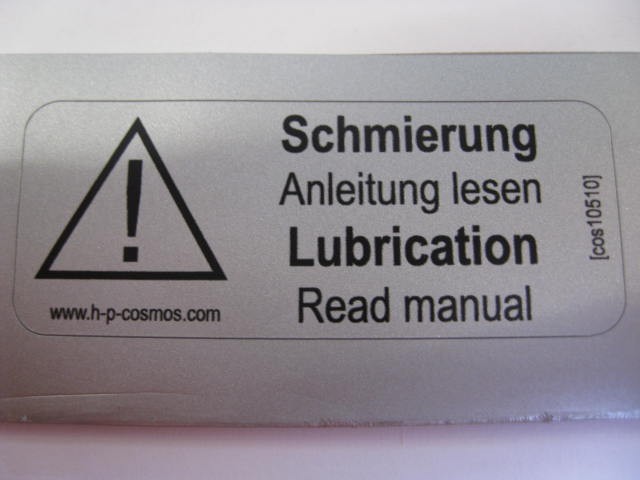 Schmierung
Anleitung lesen
Lubrication
Read manual
www.h-p-cosmos.com
[cos10510]